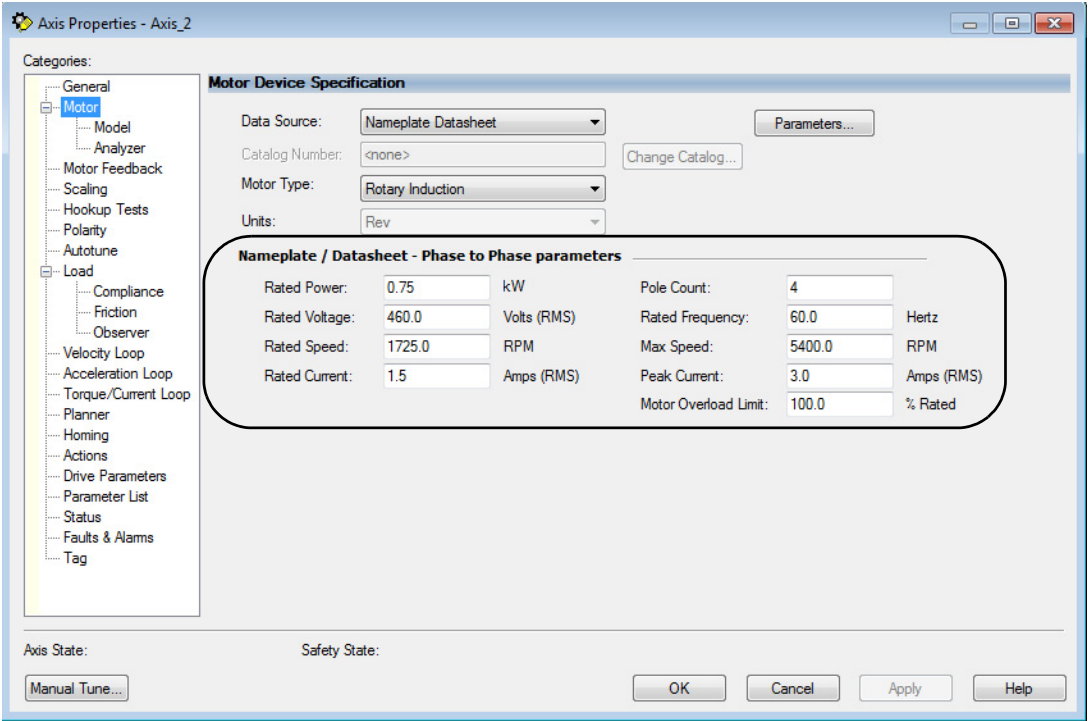 Axis Properties - Axis_2
Categories:
General
Motor
Model
Analyzer
Motor Feedback
Scaling
Hookup Tests
Polarity
Autotune
Load
Compliance
Friction
Observer
Velocity Loop
Acceleration Loop
Torque/Current Loop
Planner
Homing
Actions
Drive Parameters
Parameter List
Status
Faults & Alarms
Tag
Motor Device Specification
Data Source: Nameplate Datasheet Parameters...
Catalog Number: <none> Change Catalog...
Motor Type: Rotary Induction
Units: Rev
Nameplate / Datasheet - Phase to Phase parameters
Rated Power: 0.75 kW Pole Count: 4
Rated Voltage: 460.0 Volts (RMS) Rated Frequency: 60.0 Hertz
Rated Speed: 1725.0 RPM Max Speed: 5400.0 RPM
Rated Current: 1.5 Amps (RMS) Peak Current: 3.0 Amps (RMS)
Motor Overload Limit: 100.0 % Rated
Axis State: Safety State:
Manual Tune... OK Cancel Apply Help